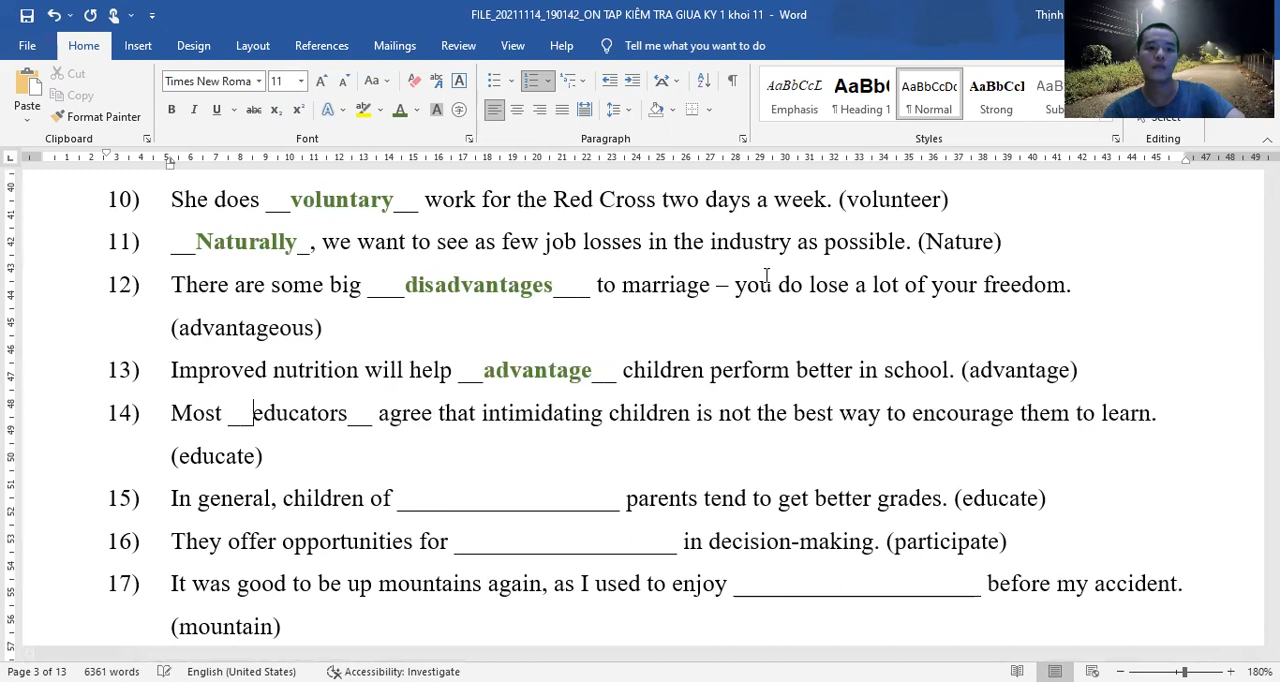 FILE_20211114_190142_ON TAP KIÊM TRA GIUA KY 1 khoi 11 - Word
Thịnh
File Home Insert Design Layout References Mailings Review View Help Tell me what you want to do
Cut
Copy
Paste
Format Painter
Clipboard
Times New Roma 11
Font
Paragraph
AaBbCcL AaBbC AaBbCcDc AaBbCcI AaBb
Emphasis Heading 1 ¶ Normal Strong Sub
Select
Styles
Editing
10) She does __voluntary__ work for the Red Cross two days a week. (volunteer)
11) __Naturally_, we want to see as few job losses in the industry as possible. (Nature)
12) There are some big ___disadvantages___ to marriage – you do lose a lot of your freedom.
(advantageous)
13) Improved nutrition will help __advantage__ children perform better in school. (advantage)
14) Most __educators__ agree that intimidating children is not the best way to encourage them to learn.
(educate)
15) In general, children of __________________ parents tend to get better grades. (educate)
16) They offer opportunities for __________________ in decision-making. (participate)
17) It was good to be up mountains again, as I used to enjoy ____________________ before my accident.
(mountain)
Page 3 of 13 6361 words English (United States) Accessibility: Investigate 180%